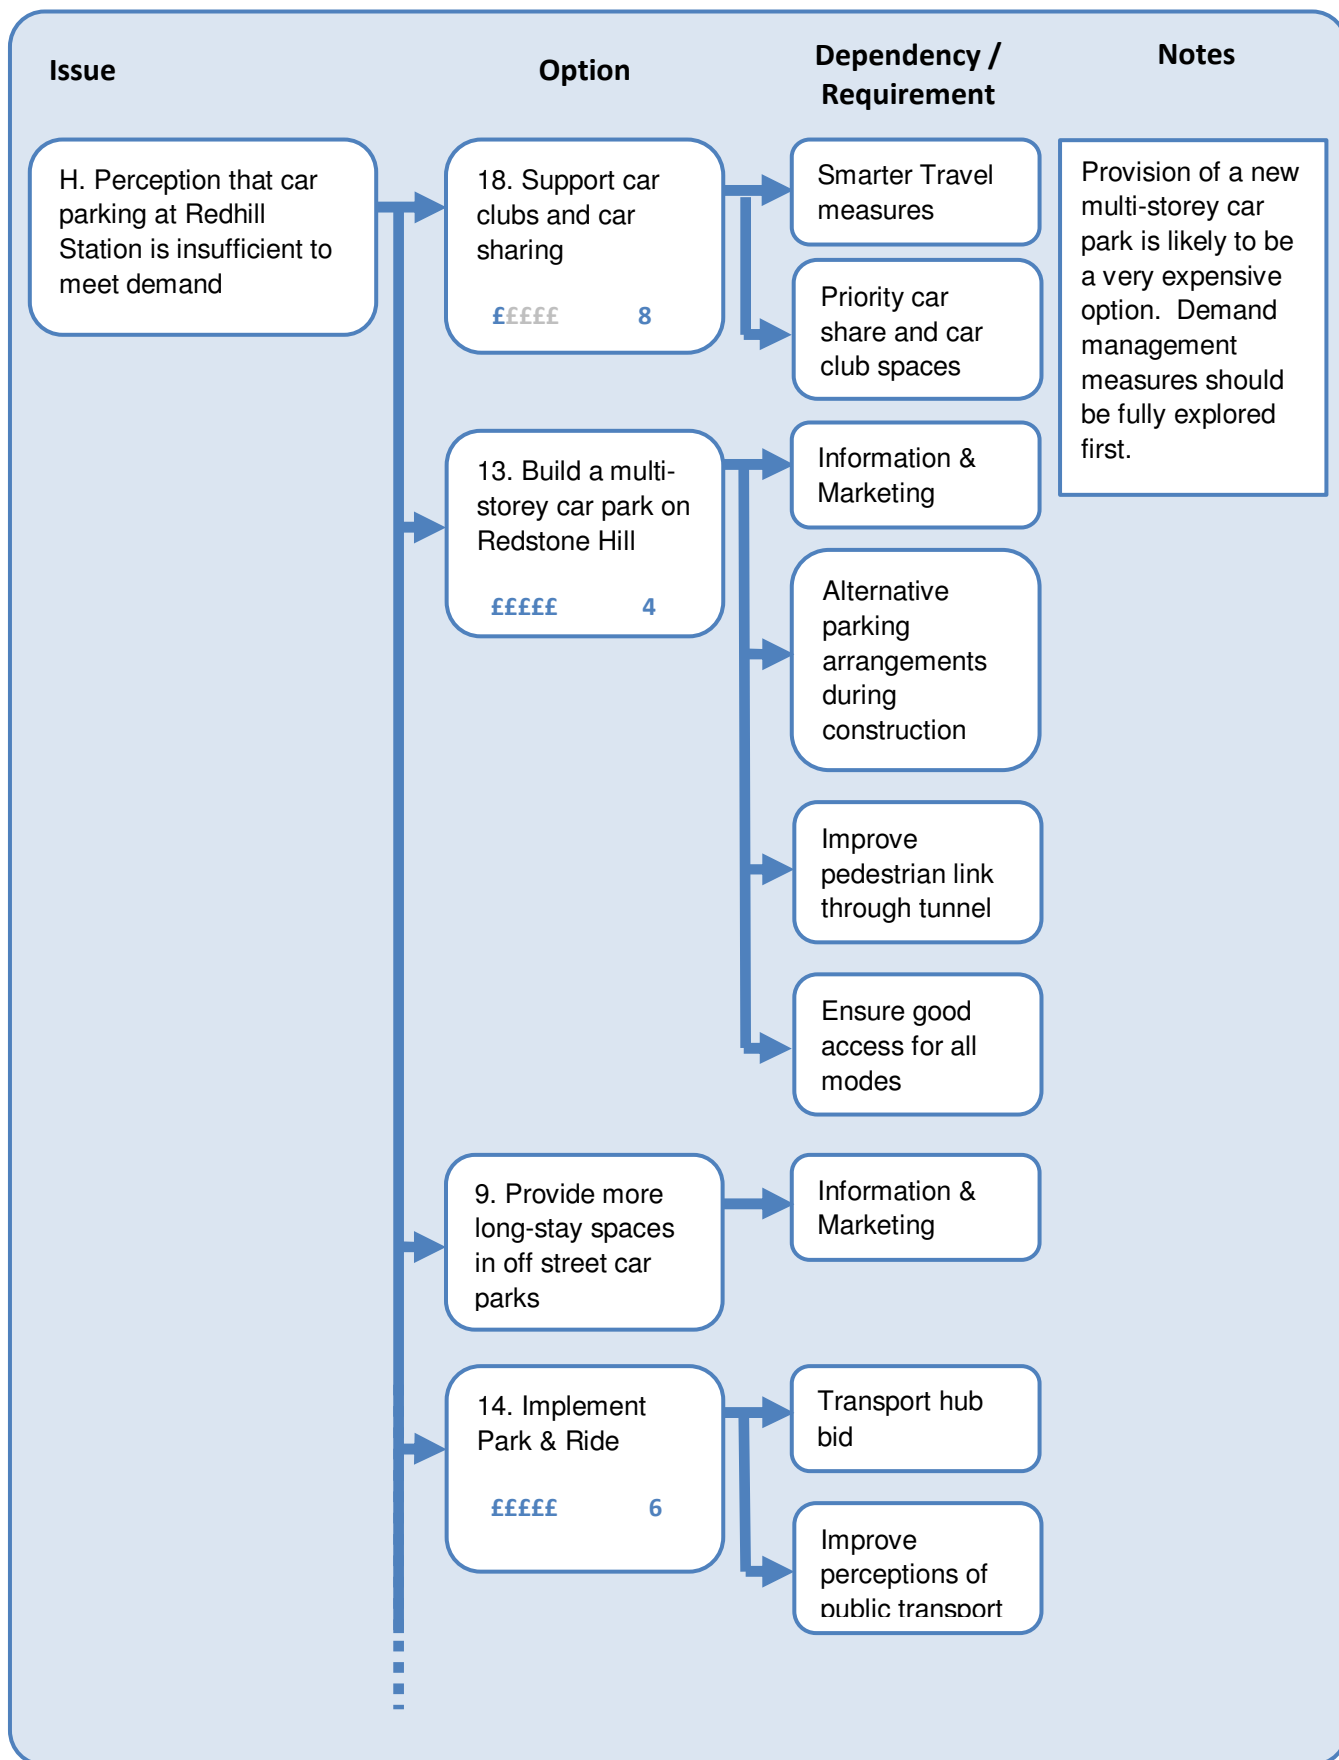 Issue
Option
Dependency /
Requirement
Notes
H. Perception that car
parking at Redhill
Station is insufficient to
meet demand
18. Support car
clubs and car
sharing
£££££ 8
Smarter Travel
measures
Priority car
share and car
club spaces
Provision of a new
multi-storey car
park is likely to be
a very expensive
option. Demand
management
measures should
be fully explored
first.
13. Build a multi-
storey car park on
Redstone Hill
£££££ 4
Information &
Marketing
Alternative
parking
arrangements
during
construction
Improve
pedestrian link
through tunnel
Ensure good
access for all
modes
9. Provide more
long-stay spaces
in off street car
parks
Information &
Marketing
14. Implement
Park & Ride
£££££ 6
Transport hub
bid
Improve
perceptions of
public transport